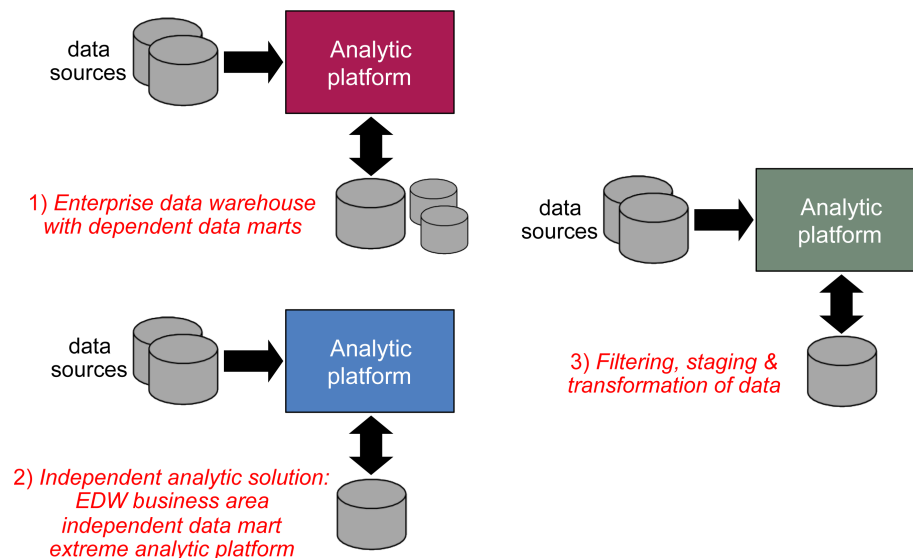 data
sources
Analytic
platform
1) Enterprise data warehouse
with dependent data marts
data
sources
Analytic
platform
2) Independent analytic solution:
EDW business area
independent data mart
extreme analytic platform
data
sources
Analytic
platform
3) Filtering, staging &
transformation of data